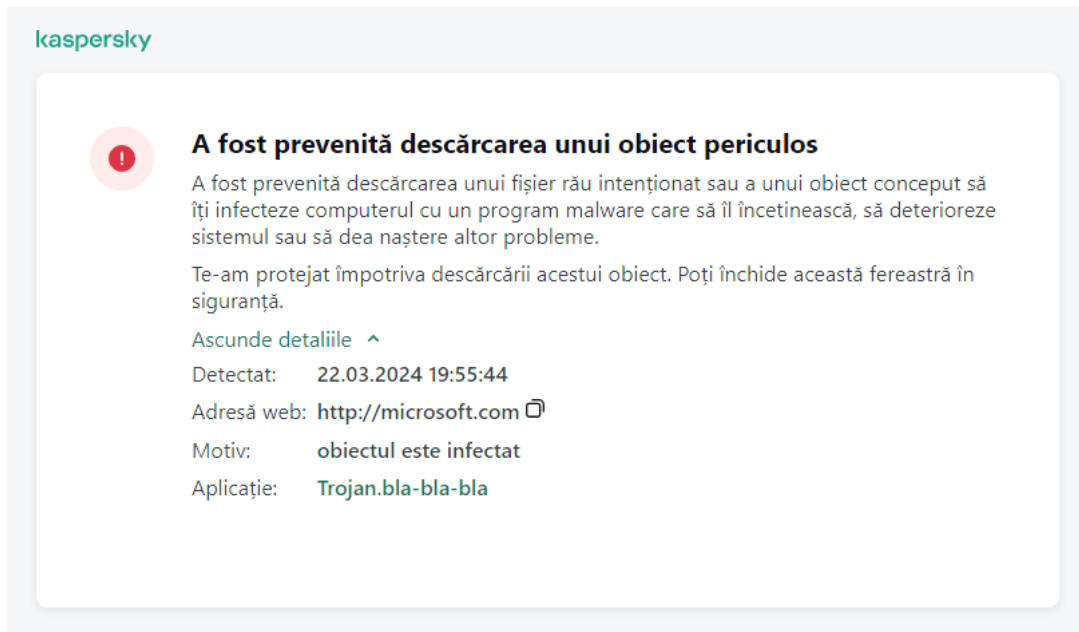 kaspersky
A fost prevenită descărcarea unui obiect periculos
A fost prevenită descărcarea unui fișier rău intenționat sau a unui obiect conceput să
îți infecteze computerul cu un program malware care să îl încetinească, să deterioreze
sistemul sau să dea naștere altor probleme.
Te-am protejat împotriva descărcării acestui obiect. Poți închide această fereastră în
siguranță.
Ascunde detaliile
Detectat: 22.03.2024 19:55:44
Adresă web: http://microsoft.com
Motiv: obiectul este infectat
Aplicație: Trojan.bla-bla-bla